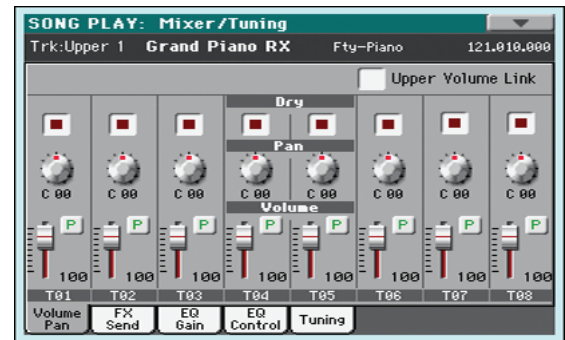 SONG PLAY: Mixer/Tuning
Trk:Upper 1 Grand Piano RX Fty-Piano 121.010.000
Upper Volume Link
Dry
Pan
C 00 C 00 C 00 C 00 C 00 C 00 C 00 C 00
Volume
P P P P P P P P
100 100 100 100 100 100 100 100
T01 T02 T03 T04 T05 T06 T07 T08
Volume Pan FX Send EQ Gain EQ Control Tuning